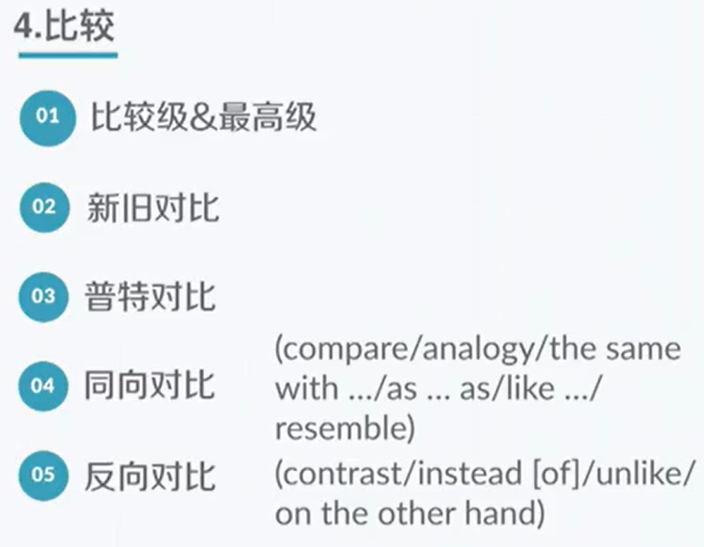 4.比较
01 比较级&最高级
02 新旧对比
03 普特对比
04 同向对比
(compare/analogy/the same
with .../as ... as/like .../
resemble)
05 反向对比
(contrast/instead [of]/unlike/
on the other hand)